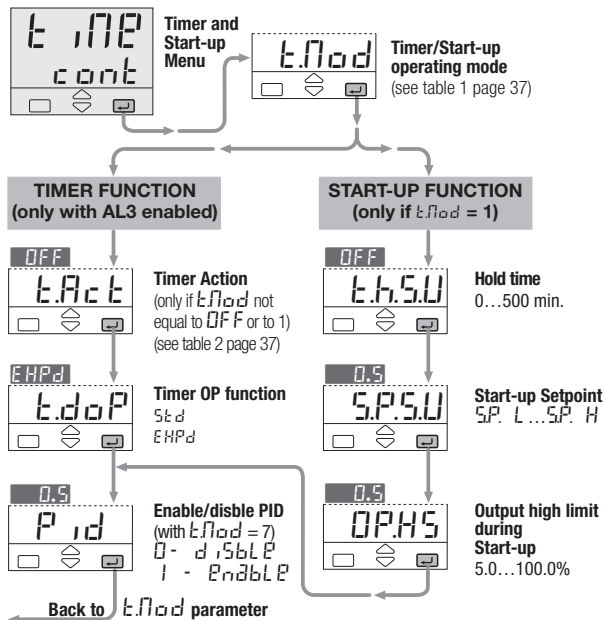 t iME
cont
Timer and
Start-up
Menu
t.Mod
Timer/Start-up
operating mode
(see table 1 page 37)
TIMER FUNCTION
(only with AL3 enabled)
START-UP FUNCTION
(only if t.Mod = 1)
OFF
t.Act
Timer Action
(only if t.Mod not
equal to OFF or to 1)
(see table 2 page 37)
OFF
t.h.S.U
Hold time
0…500 min.
EHPd
t.doP
Timer OP function
Std
EHPd
0.5
S.P.S.U
Start-up Setpoint
S.P. L …S.P. H
0.5
P id
Enable/disble PID
(with t.Mod = 7)
0- diSbLE
1 - EnabLE
0.5
OP.HS
Output high limit
during
Start-up
5.0…100.0%
Back to t.Mod parameter